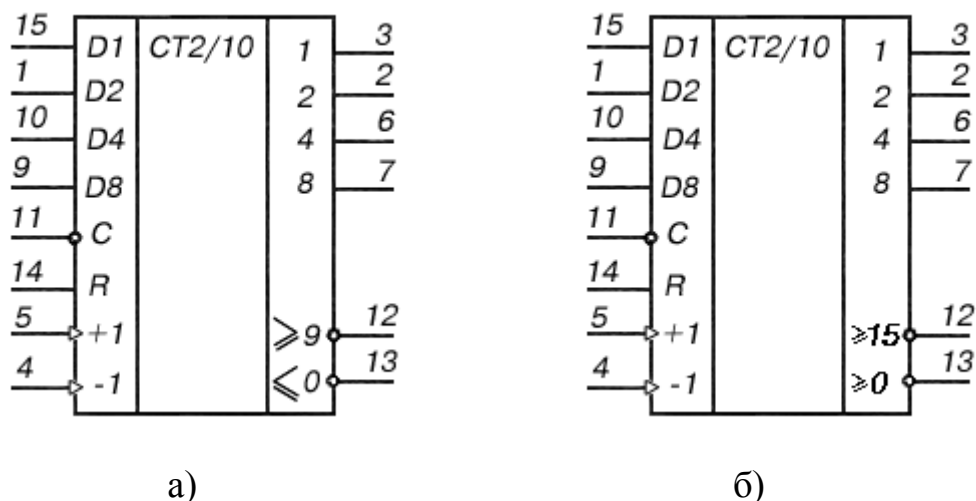 15 D1 CT2/10 1 3
1 D2 2 2
10 D4 4 6
9 D8 8 7
11 C
14 R
5 +1 ⩾9 12
4 -1 ⩽0 13
а)
15 D1 CT2/10 1 3
1 D2 2 2
10 D4 4 6
9 D8 8 7
11 C
14 R
5 +1 ⩾15 12
4 -1 ⩾0 13
б)